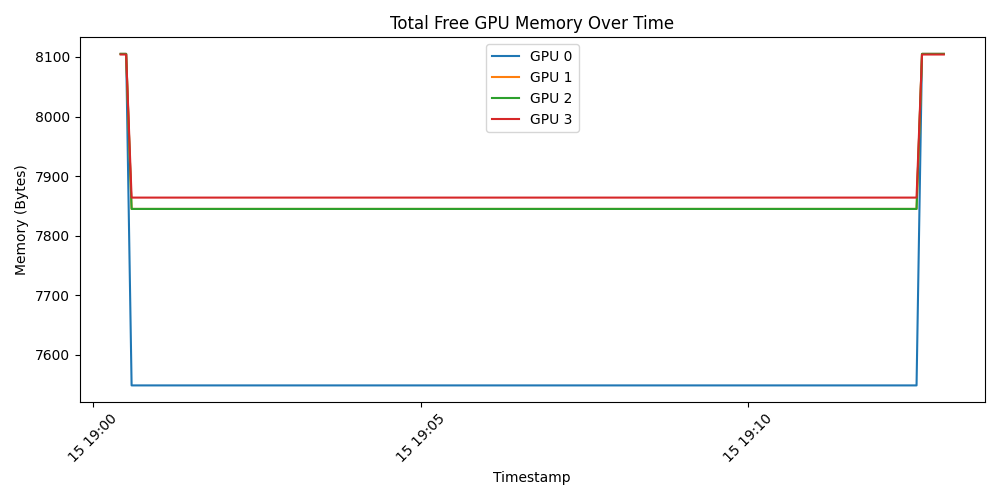 Total Free GPU Memory Over Time
8100
8000
7900
7800
7700
7600
Memory (Bytes)
GPU 0
GPU 1
GPU 2
GPU 3
15 19:00
15 19:05
15 19:10
Timestamp